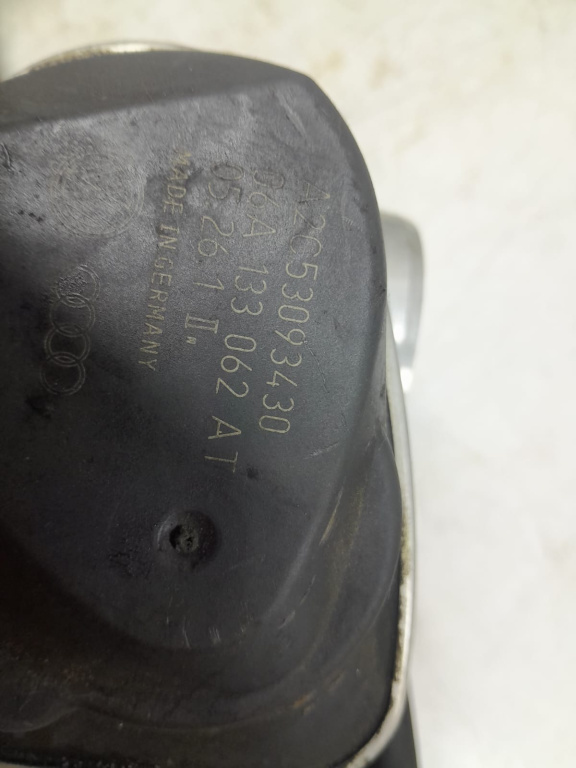 A2C53093430
06A 133 062 AT
05 26 1 II"
MADE IN GERMANY